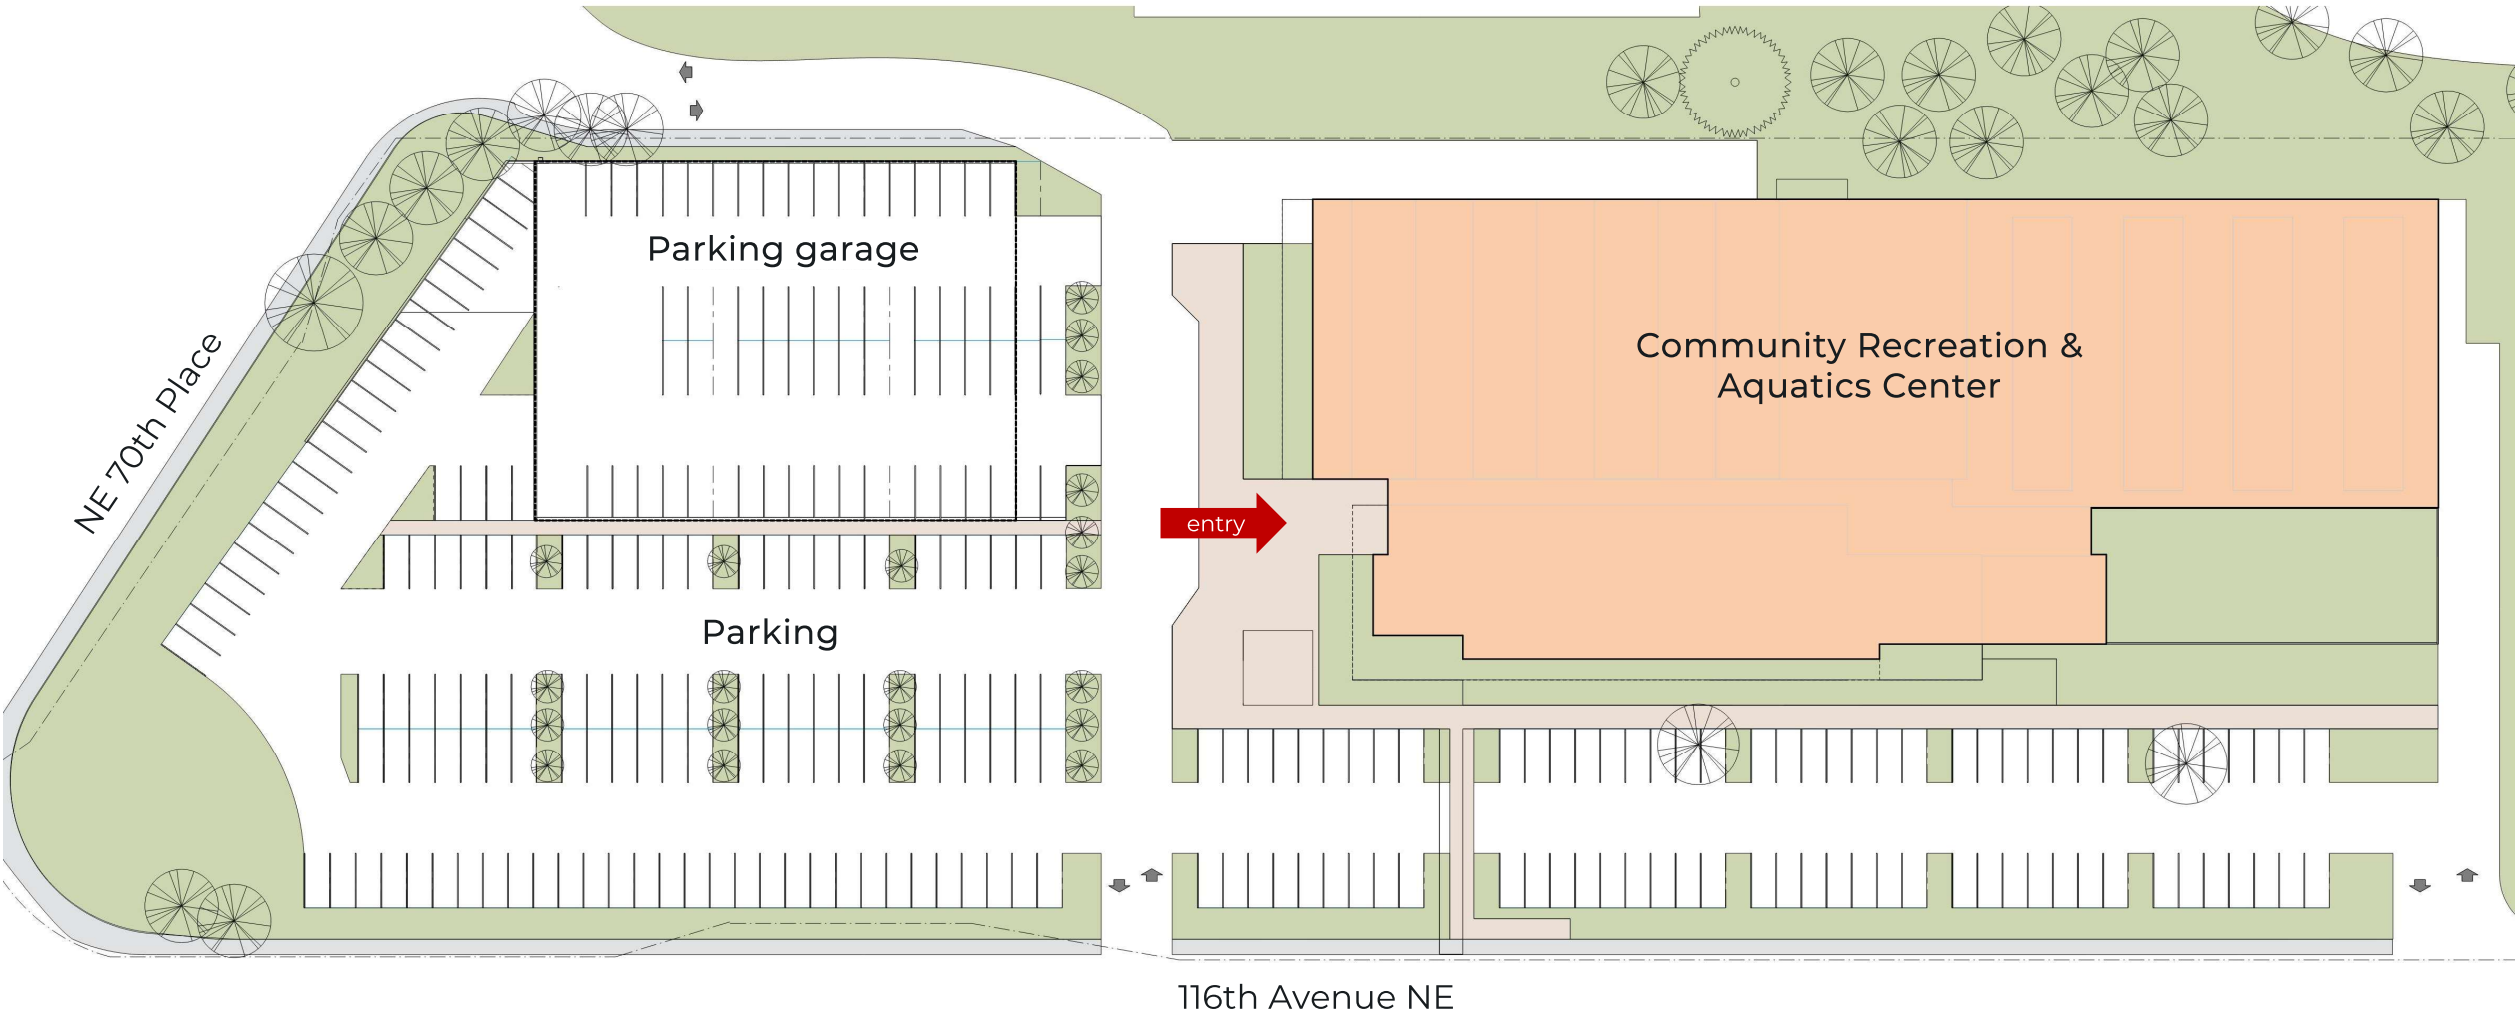 Parking garage
Community Recreation &
Aquatics Center
NE 70th Place
entry
Parking
116th Avenue NE